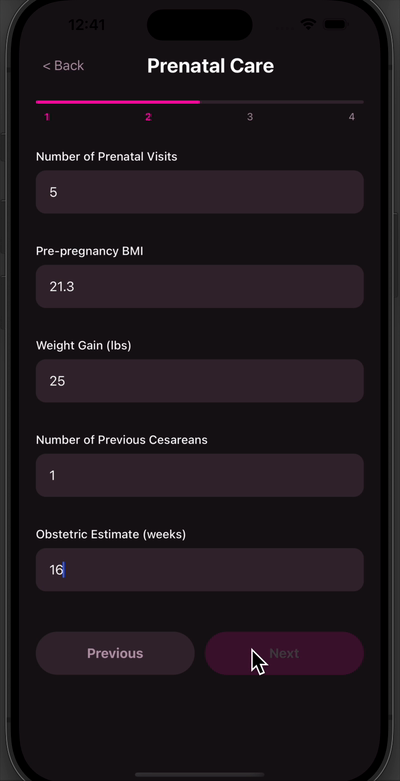 12:41
< Back
Prenatal Care
1 2 3 4
Number of Prenatal Visits
5
Pre-pregnancy BMI
21.3
Weight Gain (lbs)
25
Number of Previous Cesareans
1
Obstetric Estimate (weeks)
16
Previous
Next